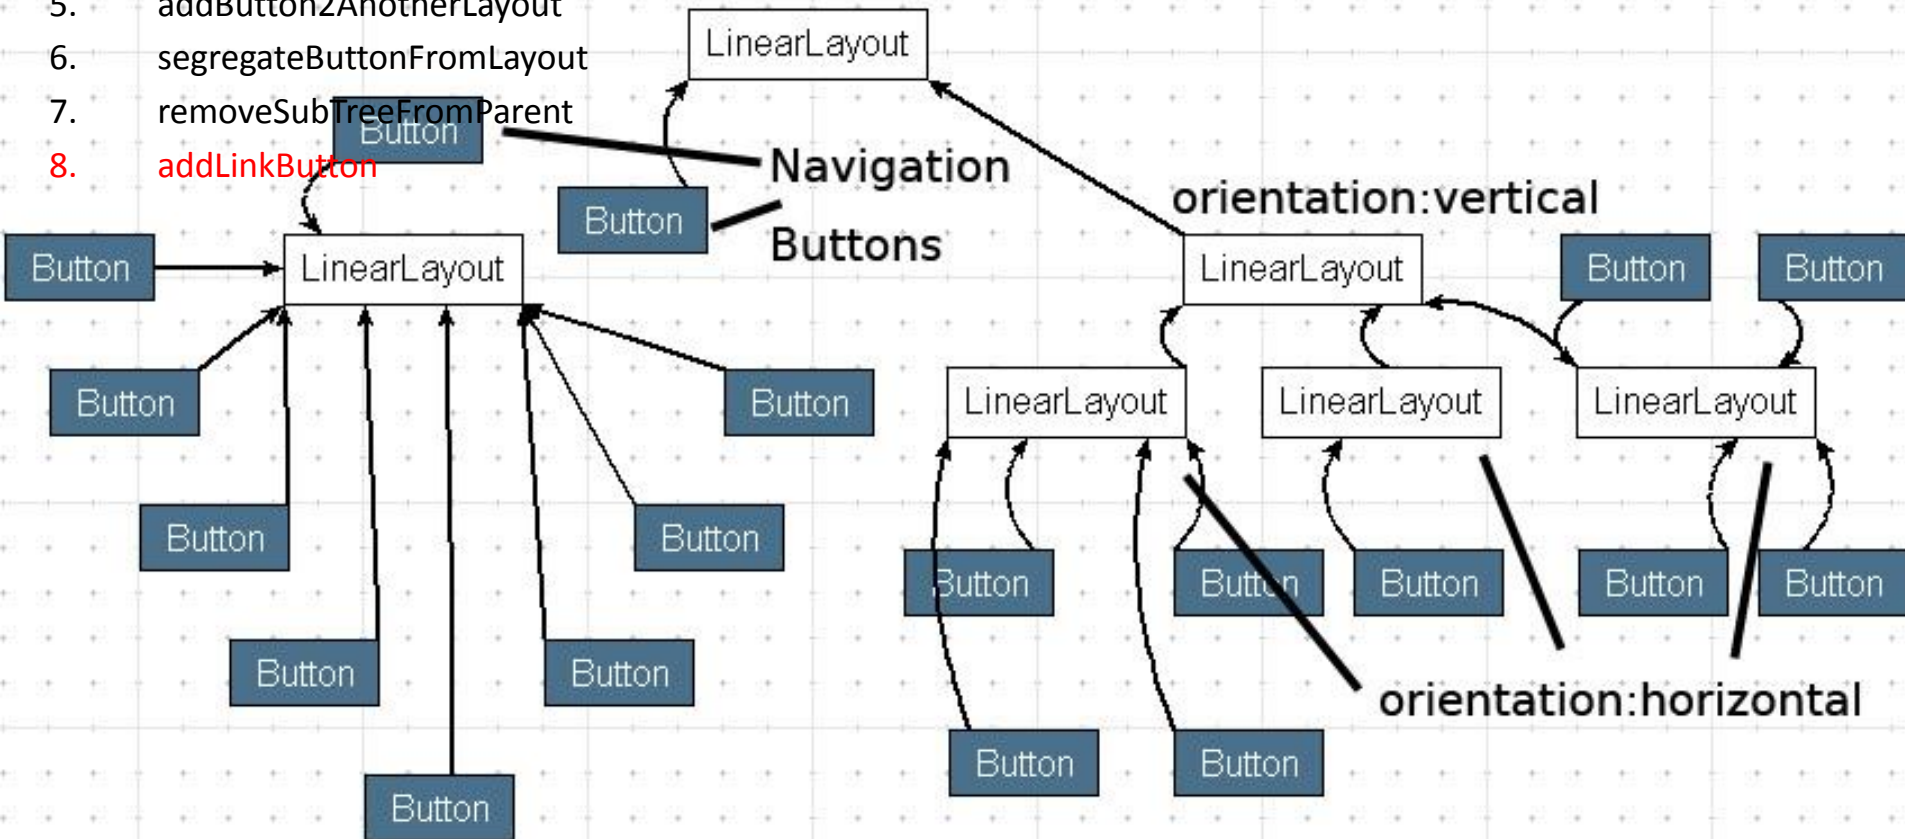 5. addButton2AnotherLayout
6. segregateButtonFromLayout
7. removeSubTreeFromParent
8. addLinkButton
LinearLayout
Button
Navigation
Buttons
Button
orientation:vertical
Button
LinearLayout
LinearLayout
Button
Button
Button
Button
LinearLayout
LinearLayout
LinearLayout
Button
Button
Button
Button
Button
Button
Button
Button
Button
orientation:horizontal
Button
Button
Button